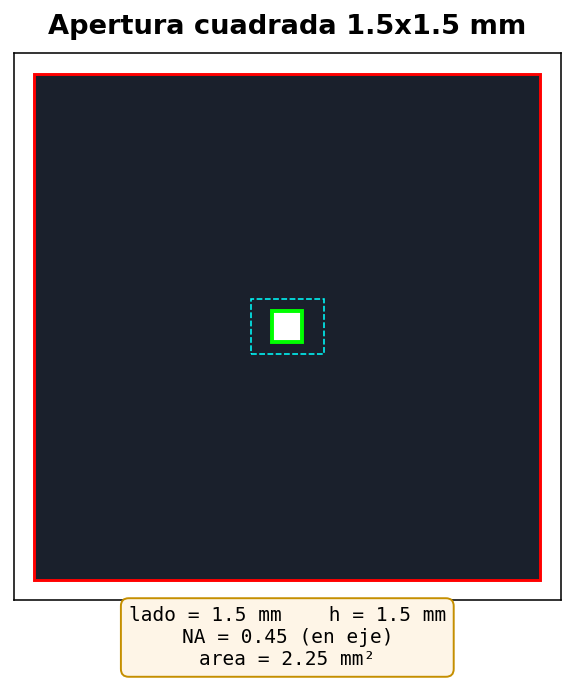 Apertura cuadrada 1.5x1.5 mm
lado = 1.5 mm    h = 1.5 mm
NA = 0.45 (en eje)
area = 2.25 mm²